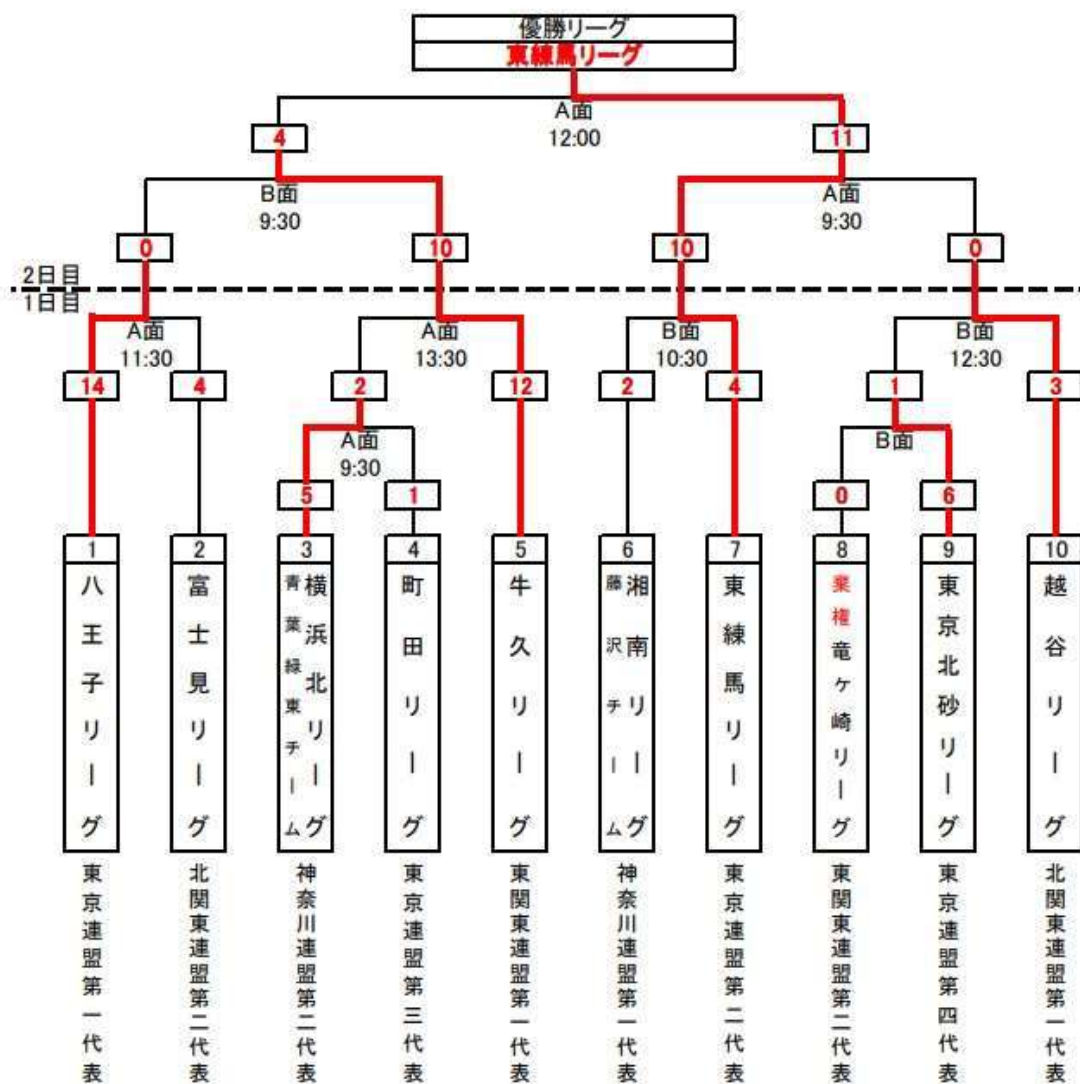 優勝リーグ
東練馬リーグ
A面
12:00
4
11
B面
9:30
A面
9:30
0
10
10
0
2日目
1日目
A面
11:30
A面
13:30
B面
10:30
B面
12:30
14
4
2
12
2
4
1
3
A面
9:30
B面
5
1
0
6
1
2
3
4
5
6
7
8
9
10
八王子リーグ
富士見リーグ
横浜北リーグ
青葉緑東チーム
町田リーグ
牛久リーグ
湘南リーグ
藤沢チーム
東練馬リーグ
棄権竜ヶ崎リーグ
東京北砂リーグ
越谷リーグ
東京連盟第一代表
北関東連盟第二代表
神奈川連盟第二代表
東京連盟第三代表
東関東連盟第一代表
神奈川連盟第一代表
東京連盟第二代表
東関東連盟第二代表
東京連盟第四代表
北関東連盟第一代表